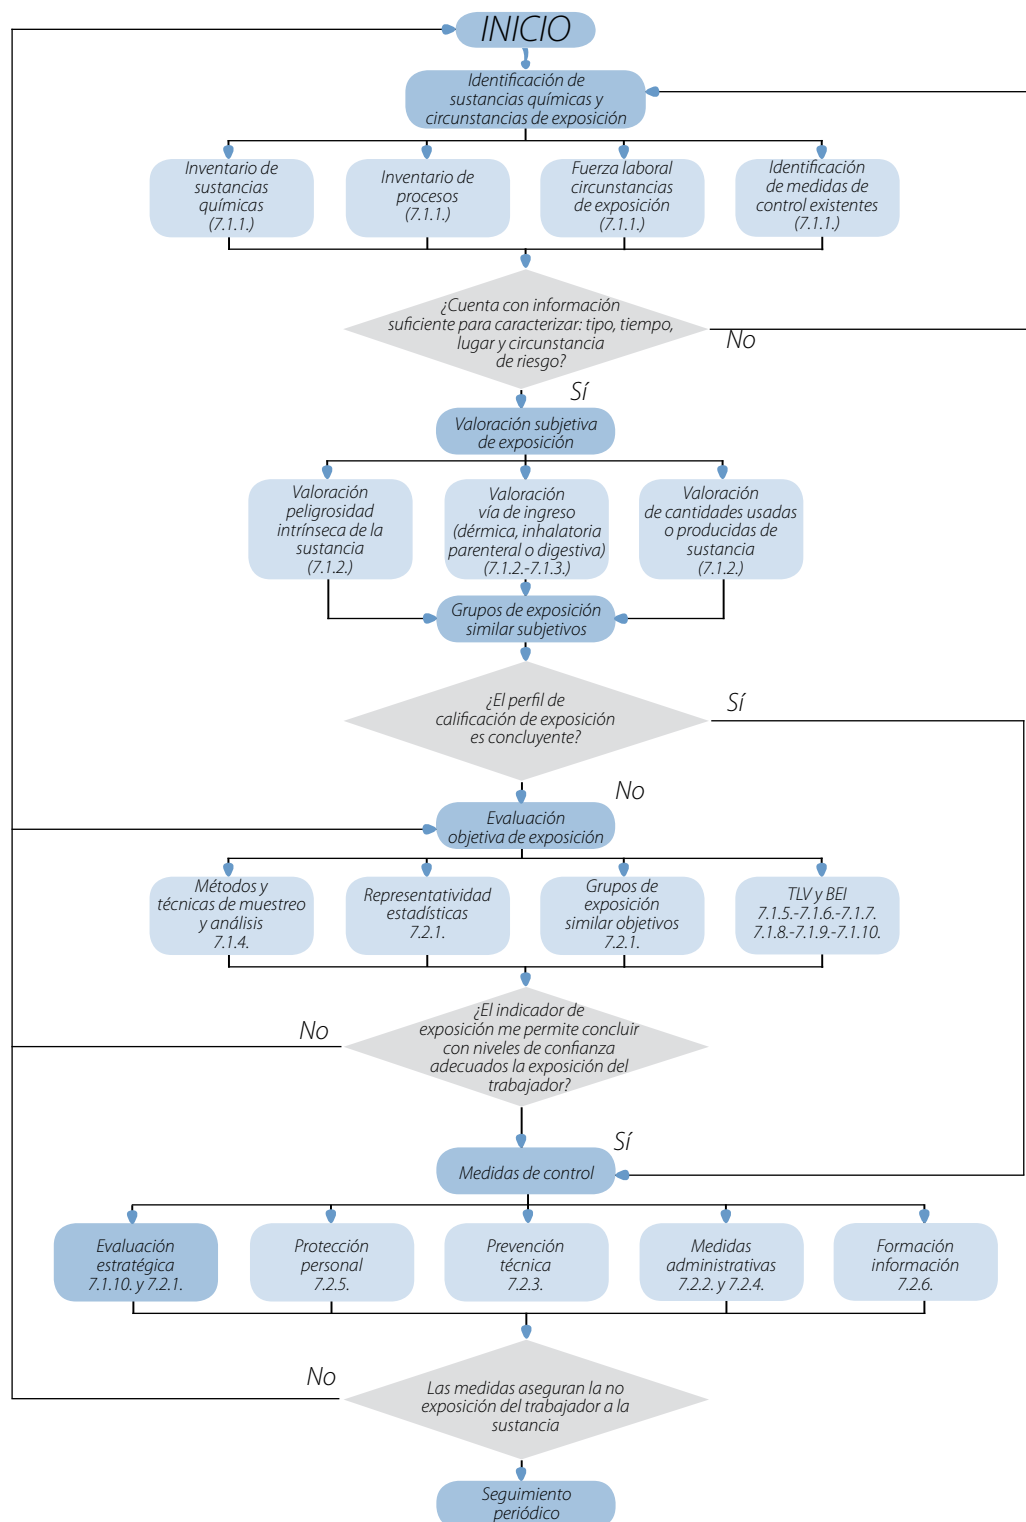 INICIO
Identificación de
sustancias químicas y
circunstancias de exposición
Inventario de
sustancias
químicas
(7.1.1.)
Inventario de
procesos
(7.1.1.)
Fuerza laboral
circunstancias
de exposición
(7.1.1.)
Identificación
de medidas de
control existentes
(7.1.1.)
¿Cuenta con información
suficiente para caracterizar: tipo, tiempo,
lugar y circunstancia
de riesgo?
No
Sí
Valoración subjetiva
de exposición
Valoración
peligrosidad
intrínseca de la
sustancia
(7.1.2.)
Valoración
vía de ingreso
(dérmica, inhalatoria
parenteral o digestiva)
(7.1.2.-7.1.3.)
Valoración
de cantidades usadas
o producidas de
sustancia
(7.1.2.)
Grupos de exposición
similar subjetivos
¿El perfil de
calificación de exposición
es concluyente?
Sí
No
Evaluación
objetiva de exposición
Métodos y
técnicas de muestreo
y análisis
7.1.4.
Representatividad
estadísticas
7.2.1.
Grupos de
exposición
similar objetivos
7.2.1.
TLV y BEI
7.1.5.-7.1.6.-7.1.7.
7.1.8.-7.1.9.-7.1.10.
¿El indicador de
exposición me permite concluir
con niveles de confianza
adecuados la exposición del
trabajador?
No
Sí
Medidas de control
Evaluación
estratégica
7.1.10. y 7.2.1.
Protección
personal
7.2.5.
Prevención
técnica
7.2.3.
Medidas
administrativas
7.2.2. y 7.2.4.
Formación
información
7.2.6.
No
Las medidas aseguran la no
exposición del trabajador a la
sustancia
Seguimiento
periódico